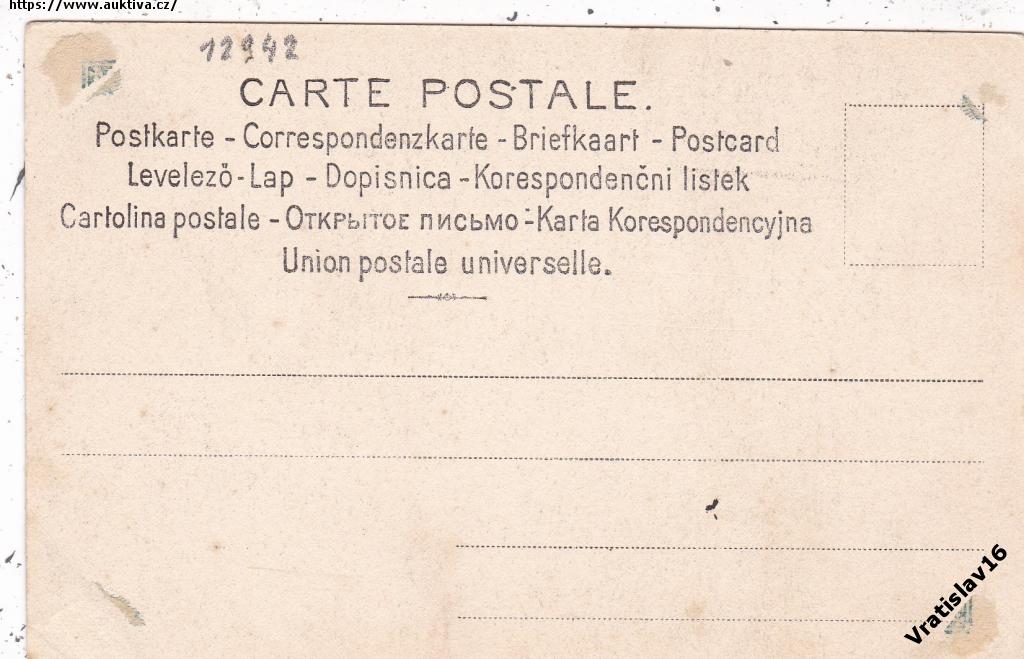 https://www.auktiva.cz/
12942
CARTE POSTALE.
Postkarte - Correspondenzkarte - Briefkaart - Postcard
Levelező-Lap - Dopisnica - Korespondenčni listek
Cartolina postale - Открытое письмо - Karta Korespondencyjna
Union postale universelle.
Vratislav16